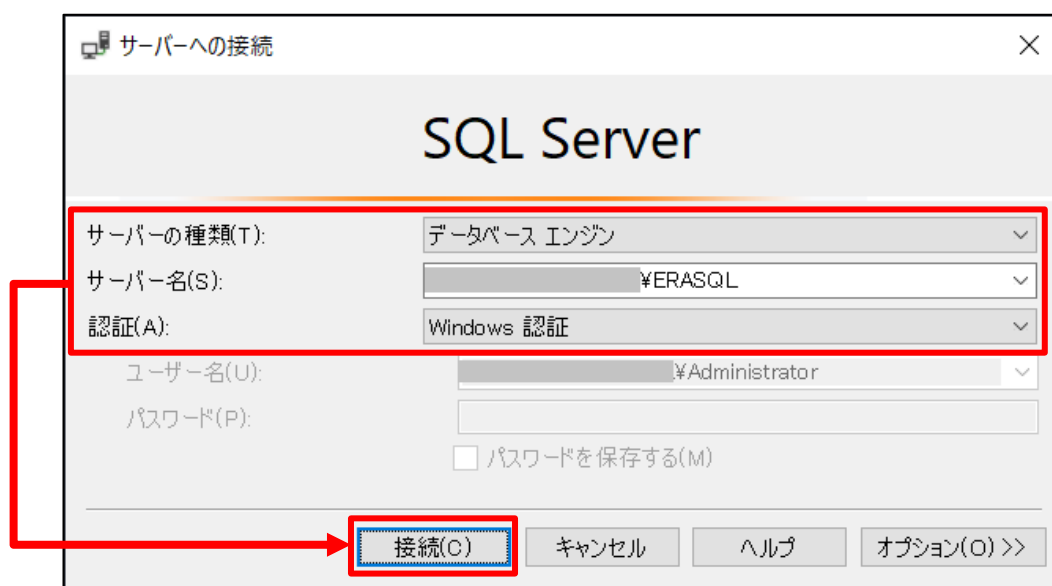 サーバーへの接続
SQL Server
サーバーの種類(T): データベース エンジン
サーバー名(S): ¥ERASQL
認証(A): Windows 認証
ユーザー名(U): ¥Administrator
パスワード(P):
パスワードを保存する(M)
接続(C) キャンセル ヘルプ オプション(O) >>